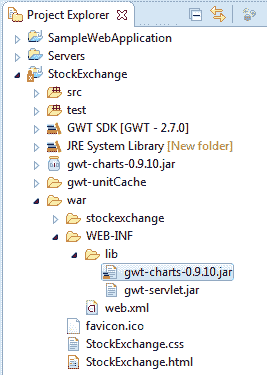 Project Explorer
SampleWebApplication
Servers
StockExchange
src
test
GWT SDK [GWT - 2.7.0]
JRE System Library [New folder]
gwt-charts-0.9.10.jar
gwt-unitCache
war
stockexchange
WEB-INF
lib
gwt-charts-0.9.10.jar
gwt-servlet.jar
web.xml
favicon.ico
StockExchange.css
StockExchange.html